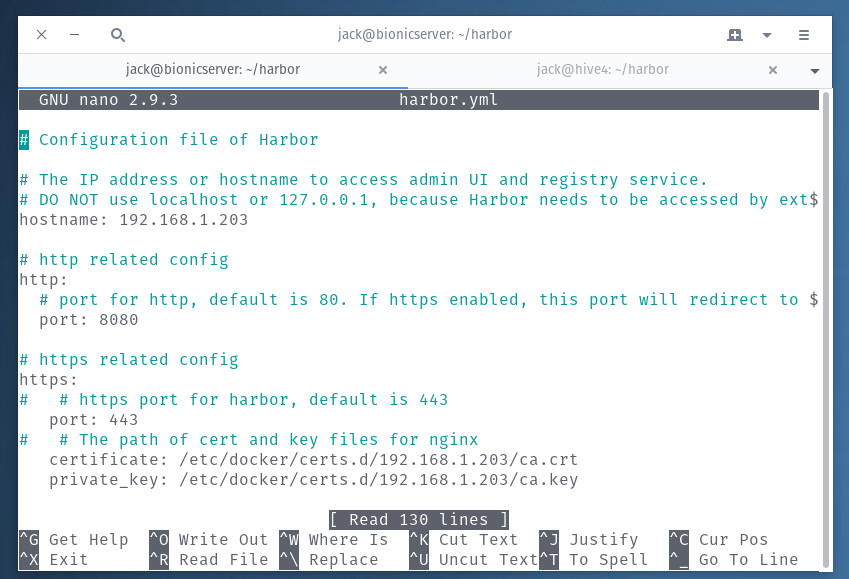 jack@bionicserver: ~/harbor
jack@bionicserver: ~/harbor
jack@hive4: ~/harbor
GNU nano 2.9.3 harbor.yml
# Configuration file of Harbor
# The IP address or hostname to access admin UI and registry service.
# DO NOT use localhost or 127.0.0.1, because Harbor needs to be accessed by ext$
hostname: 192.168.1.203
# http related config
http:
  # port for http, default is 80. If https enabled, this port will redirect to $
  port: 8080
# https related config
https:
#   # https port for harbor, default is 443
   port: 443
#   # The path of cert and key files for nginx
   certificate: /etc/docker/certs.d/192.168.1.203/ca.crt
   private_key: /etc/docker/certs.d/192.168.1.203/ca.key
[ Read 130 lines ]
^G Get Help ^O Write Out ^W Where Is ^K Cut Text ^J Justify ^C Cur Pos
^X Exit ^R Read File ^\ Replace ^U Uncut Text^T To Spell ^_ Go To Line